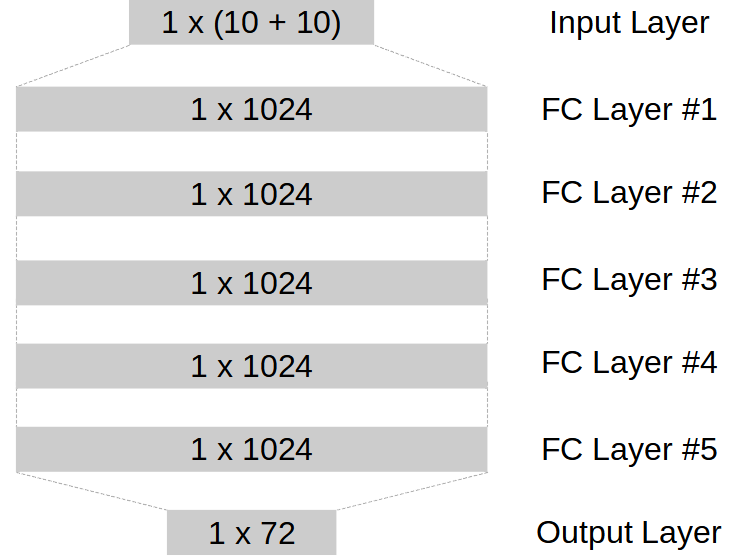 1 x (10 + 10) Input Layer
1 x 1024 FC Layer #1
1 x 1024 FC Layer #2
1 x 1024 FC Layer #3
1 x 1024 FC Layer #4
1 x 1024 FC Layer #5
1 x 72 Output Layer